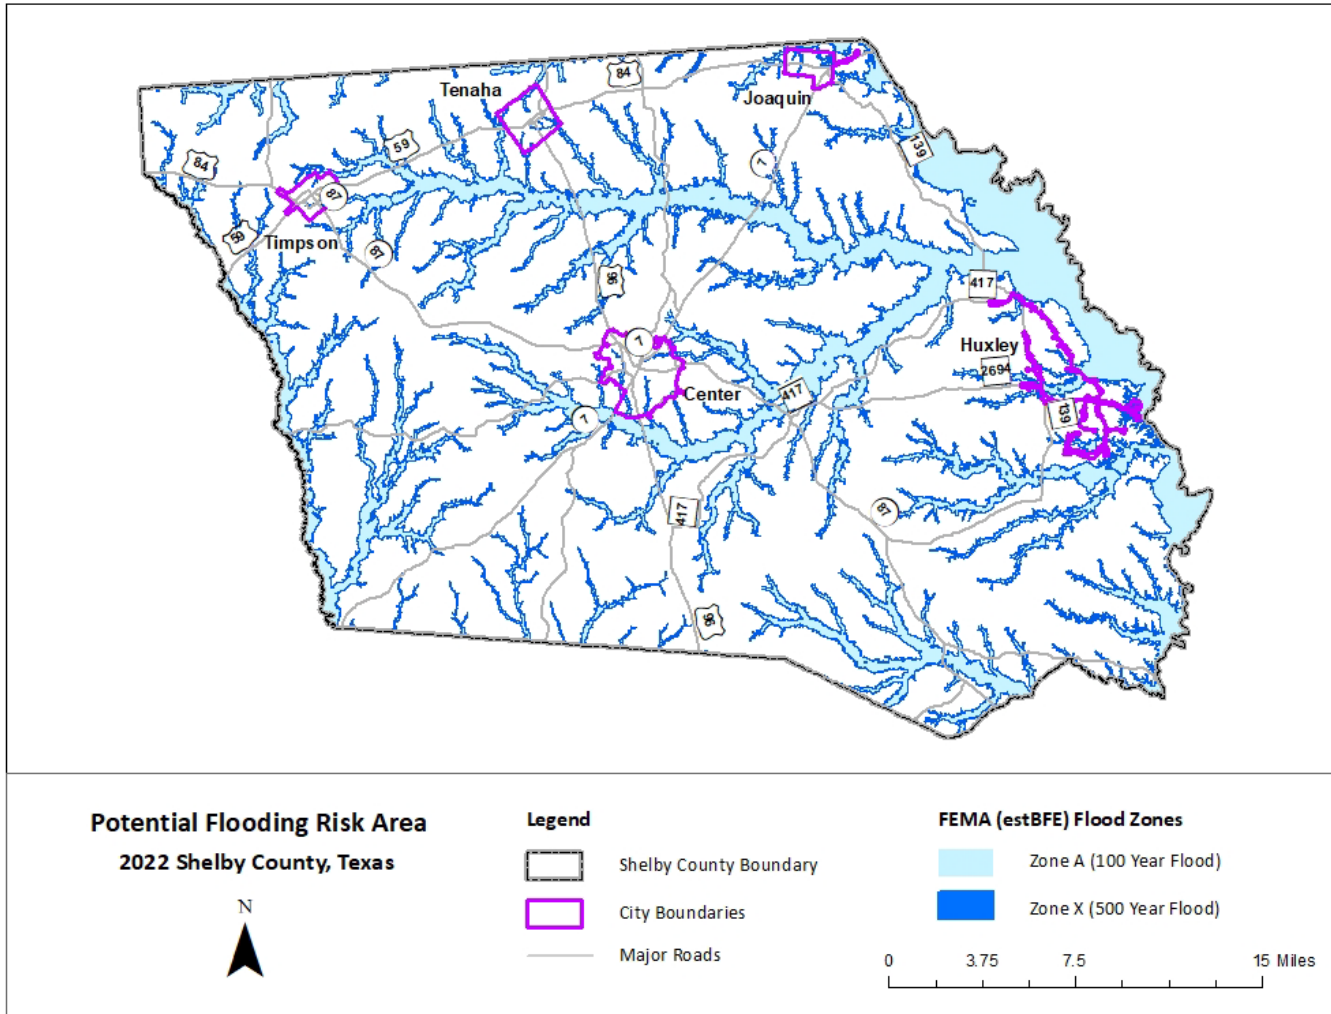 Tenaha
84
Joaquin
59
139
7
84
87
59
Timpson
87
96
417
7
Huxley
2694
Center
417
139
7
417
87
96
Potential Flooding Risk Area
2022 Shelby County, Texas
N
Legend
Shelby County Boundary
City Boundaries
Major Roads
FEMA (estBFE) Flood Zones
Zone A (100 Year Flood)
Zone X (500 Year Flood)
0 3.75 7.5 15 Miles